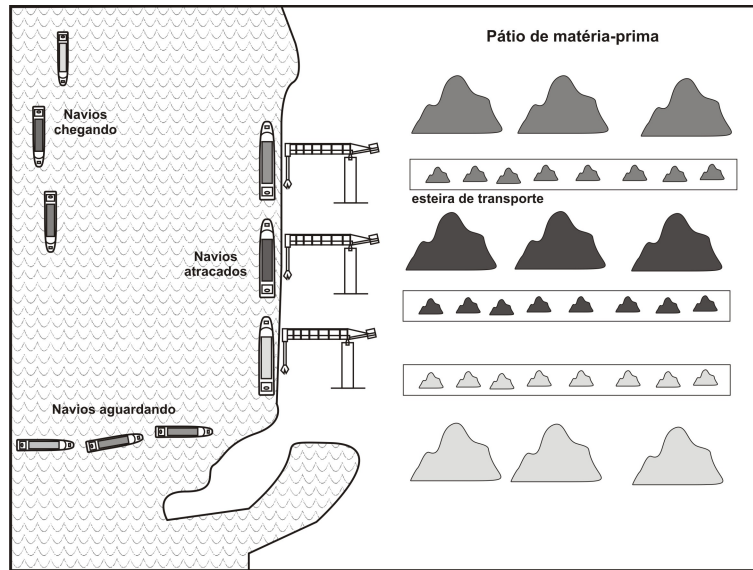 Pátio de matéria-prima
Navios
chegando
esteira de transporte
Navios
atracados
Navios aguardando